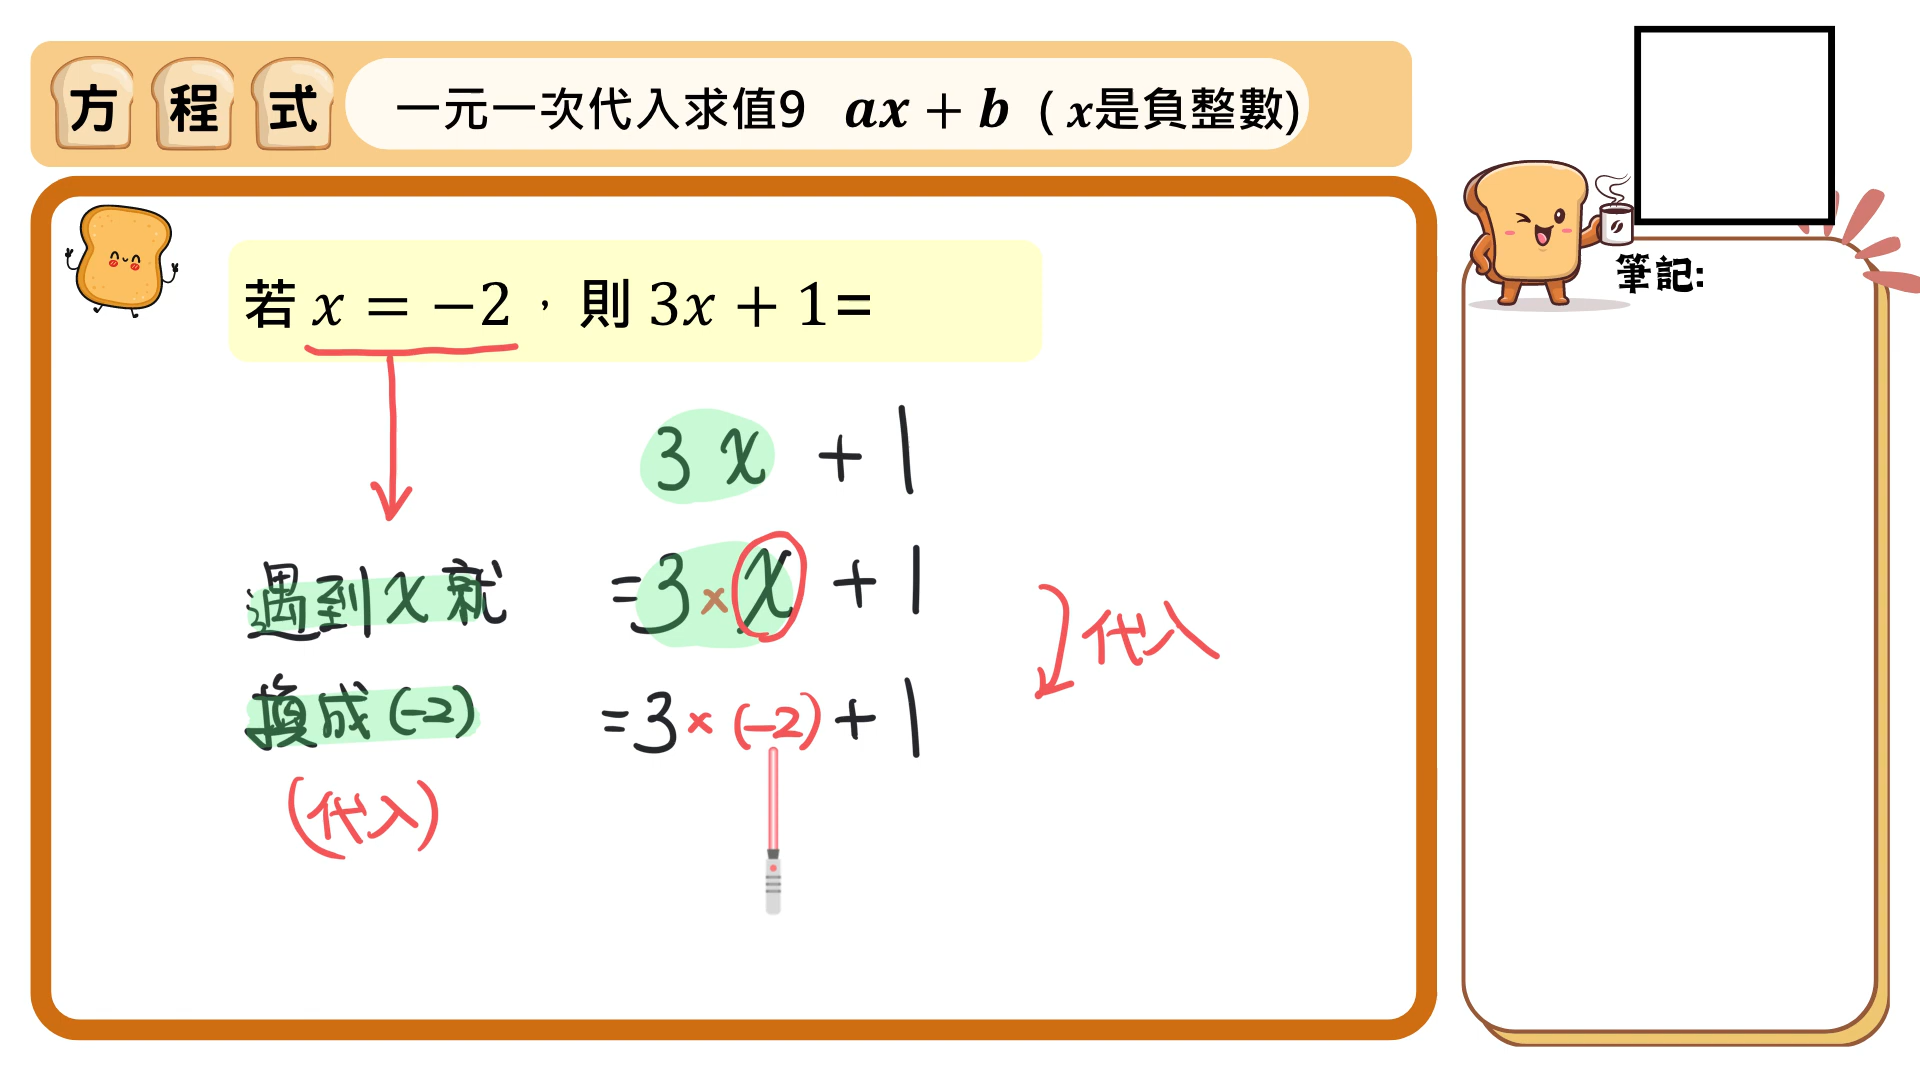 方程式 一元一次代入求值9 ax + b ( x是負整數)
若 x = −2 , 則 3x + 1=
筆記:
3 x + 1
遇到 x 就
= 3 × x + 1
代入
換成 (-2)
= 3 × (-2) + 1
(代入)